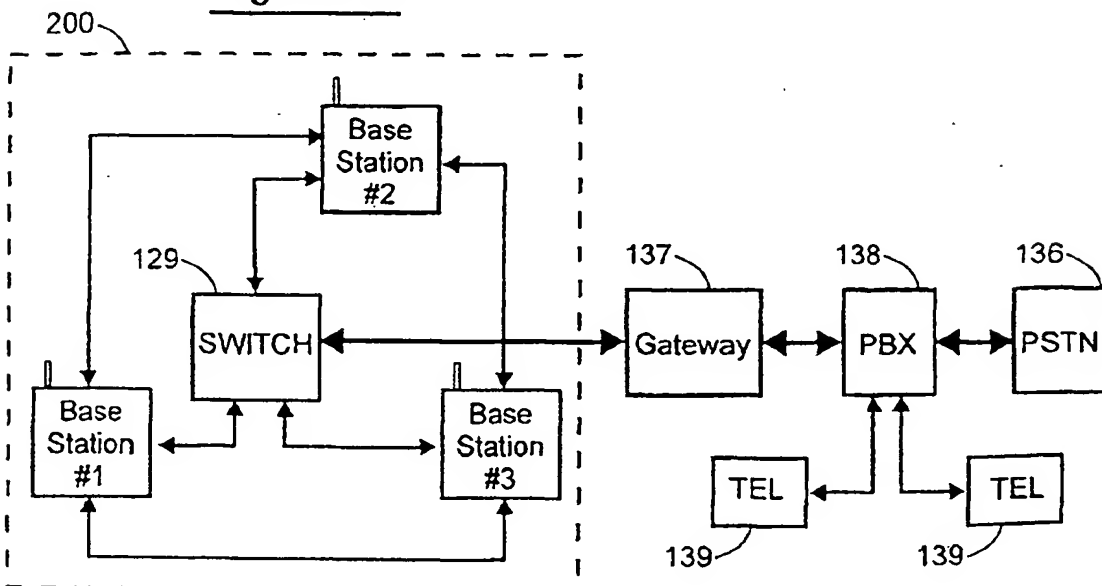 200
Base
Station
#2
129
137
138
136
SWITCH
Gateway
PBX
PSTN
Base
Station
#1
Base
Station
#3
TEL
TEL
139
139